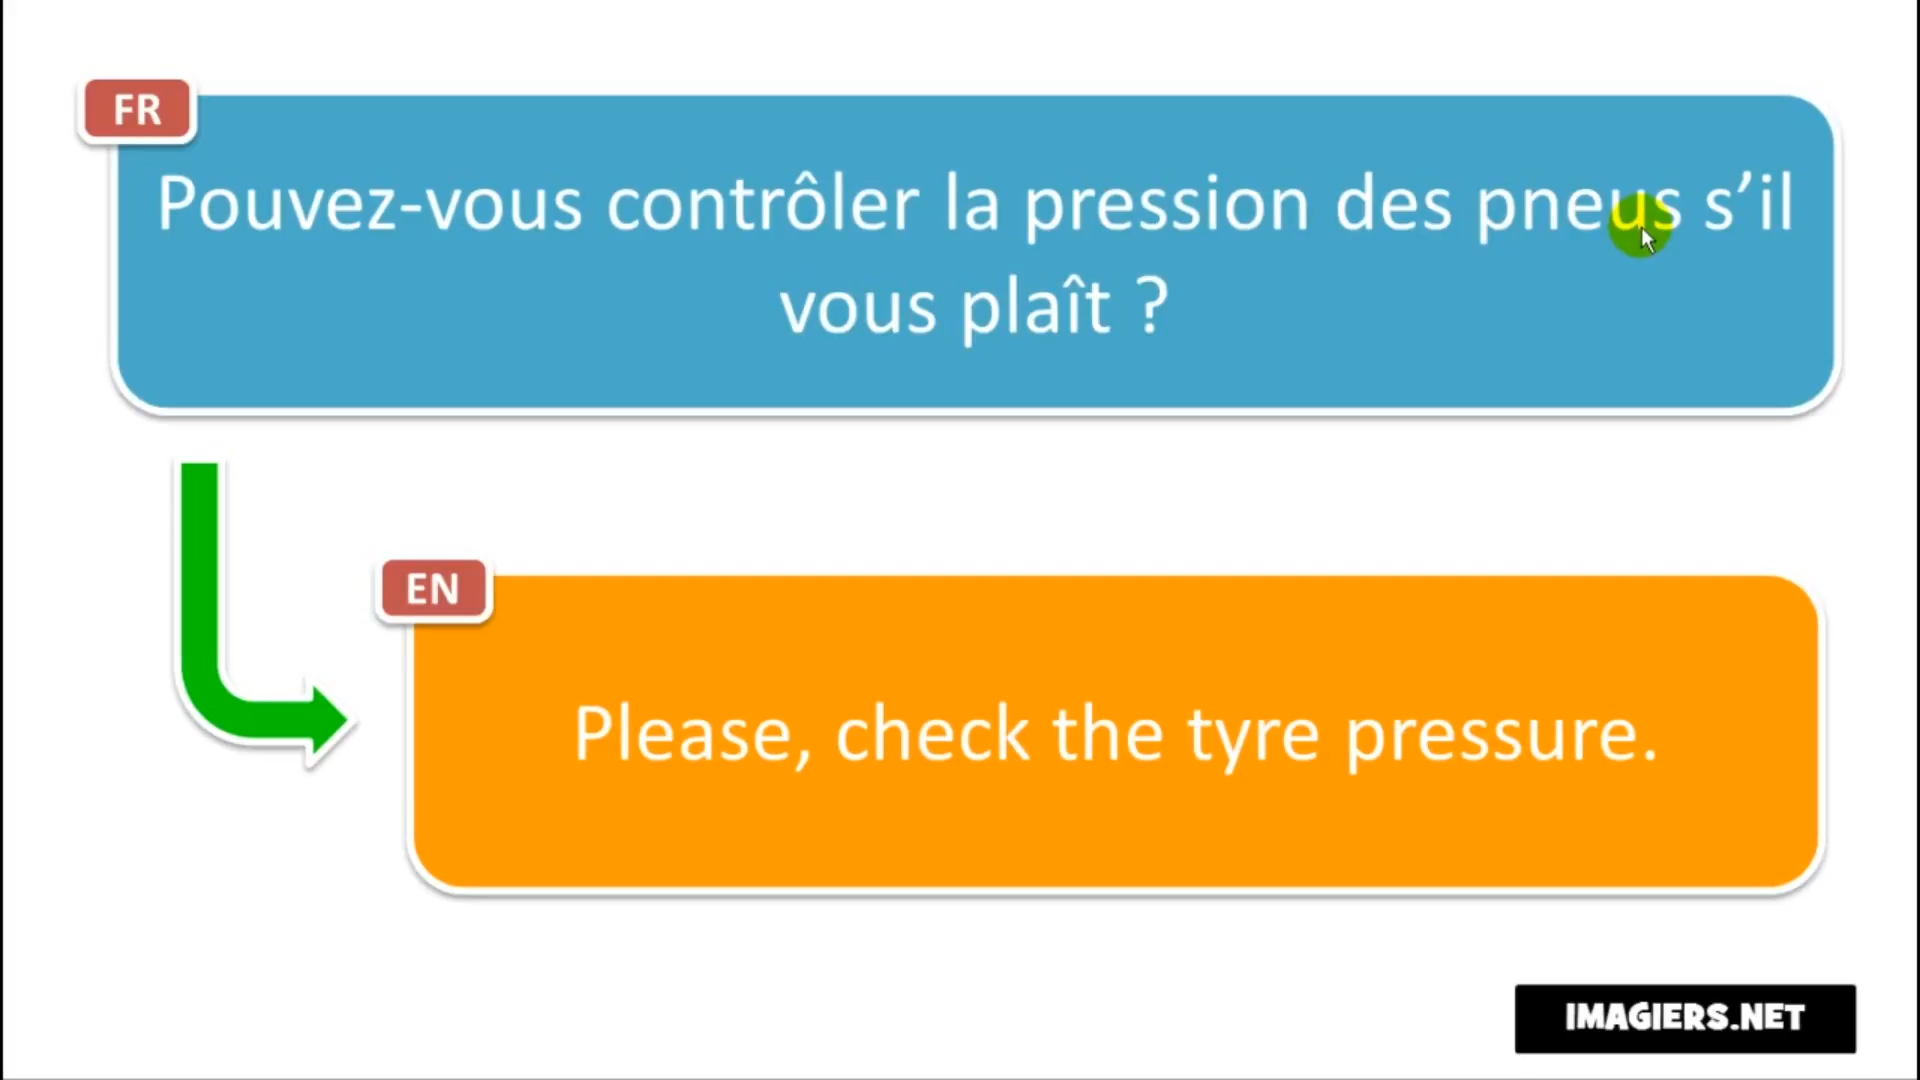 FR
Pouvez-vous contrôler la pression des pneus s’il
vous plaît ?
EN
Please, check the tyre pressure.
IMAGIERS.NET